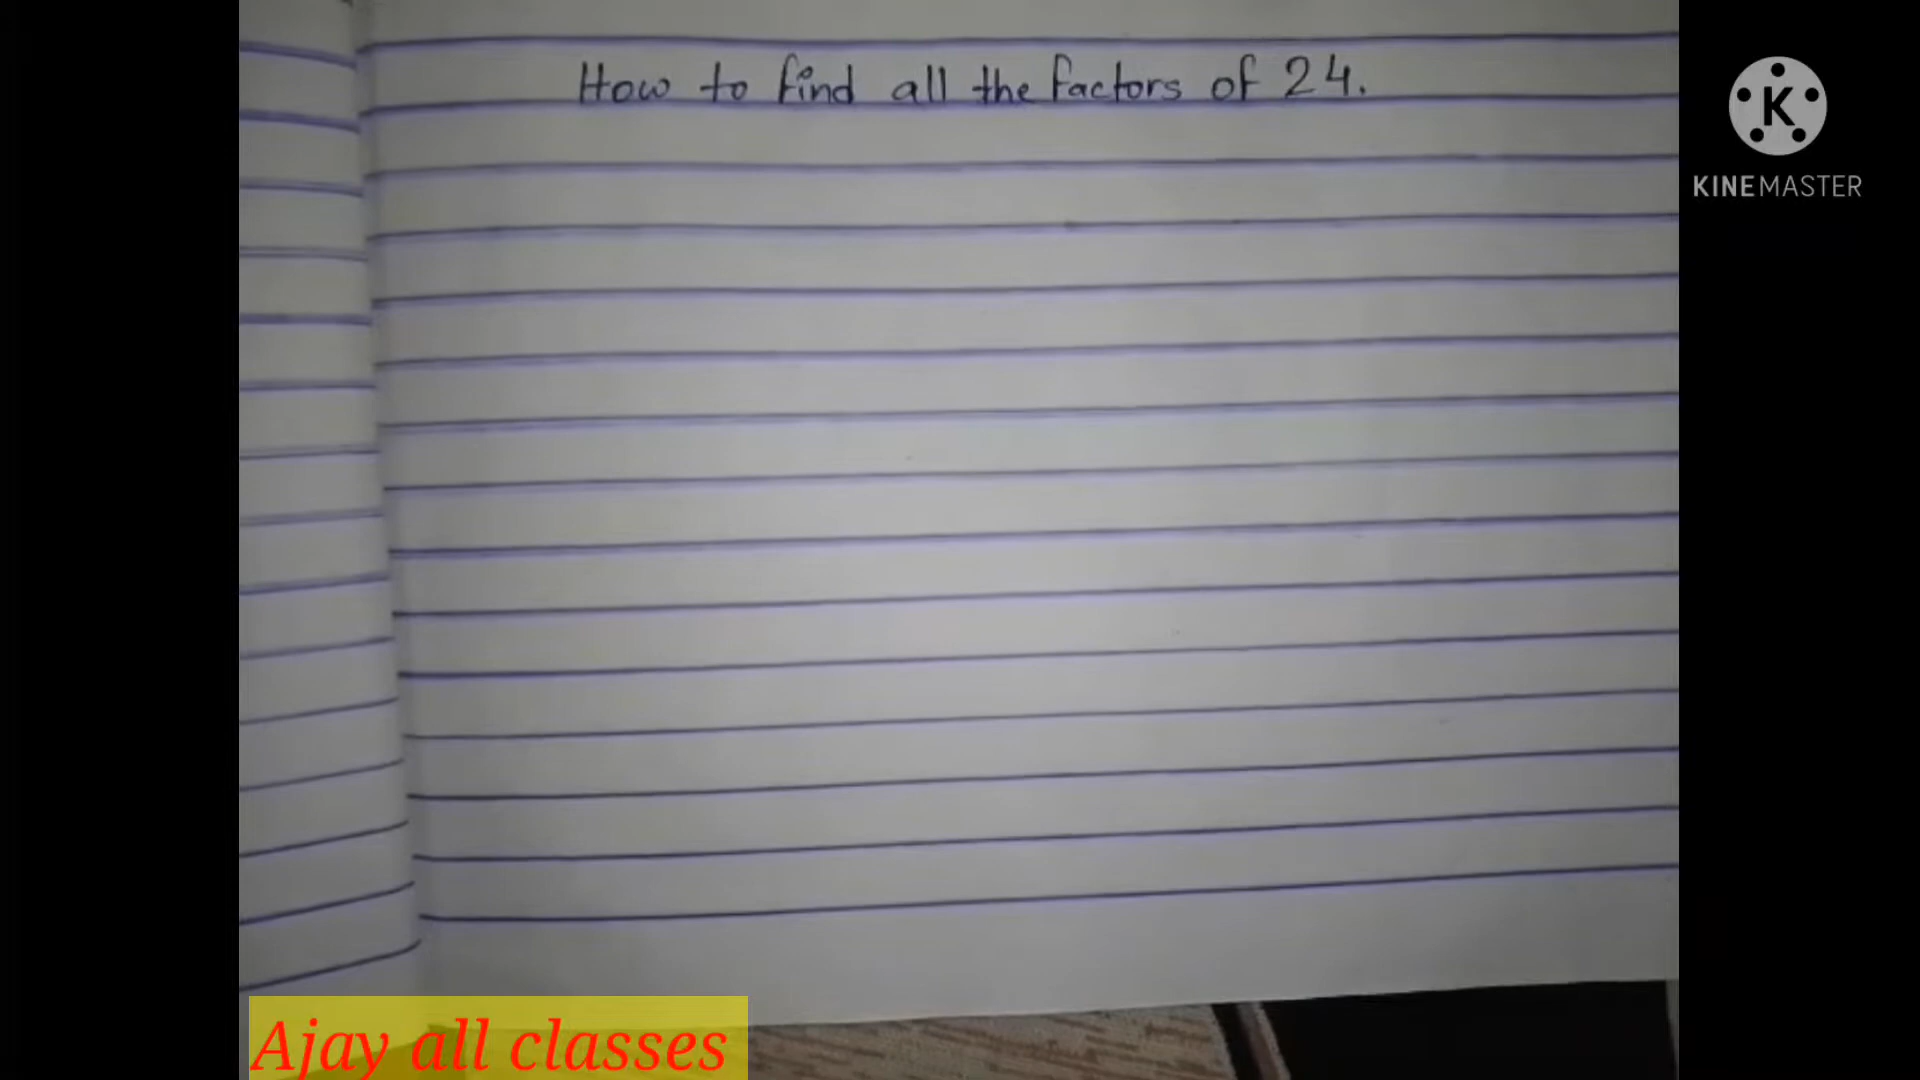 How to find all the factors of 24.
KINEMASTER
Ajay all classes